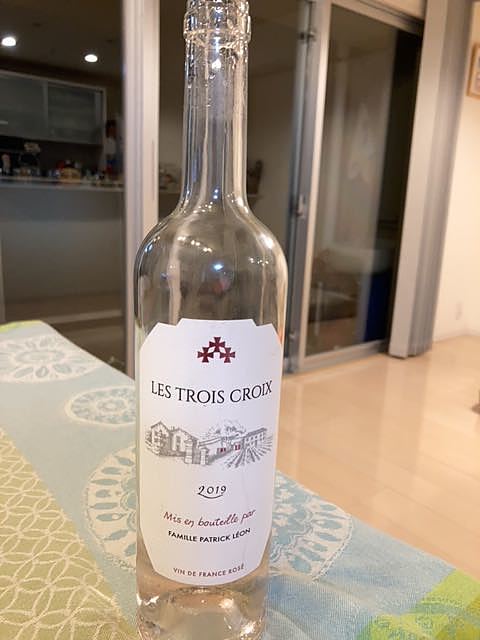 LES TROIS CROIX
2019
Mis en bouteille par
FAMILLE PATRICK LÉON
VIN DE FRANCE ROSÉ